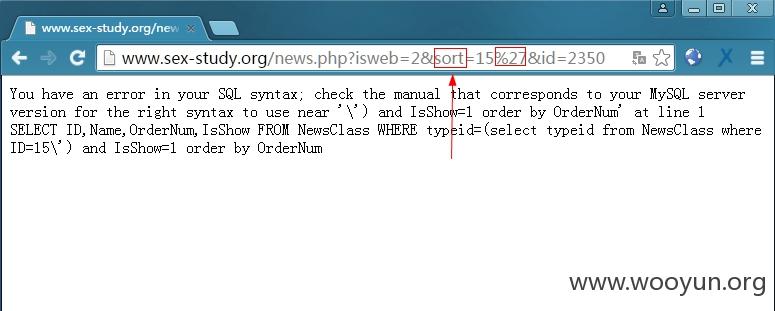 www.sex-study.org/new
www.sex-study.org/news.php?isweb=2&sort=15%27&id=2350
You have an error in your SQL syntax; check the manual that corresponds to your MySQL server
version for the right syntax to use near '\') and IsShow=1 order by OrderNum' at line 1
SELECT ID,Name,OrderNum,IsShow FROM NewsClass WHERE typeid=(select typeid from NewsClass where
ID=15\') and IsShow=1 order by OrderNum
www.wooyun.org